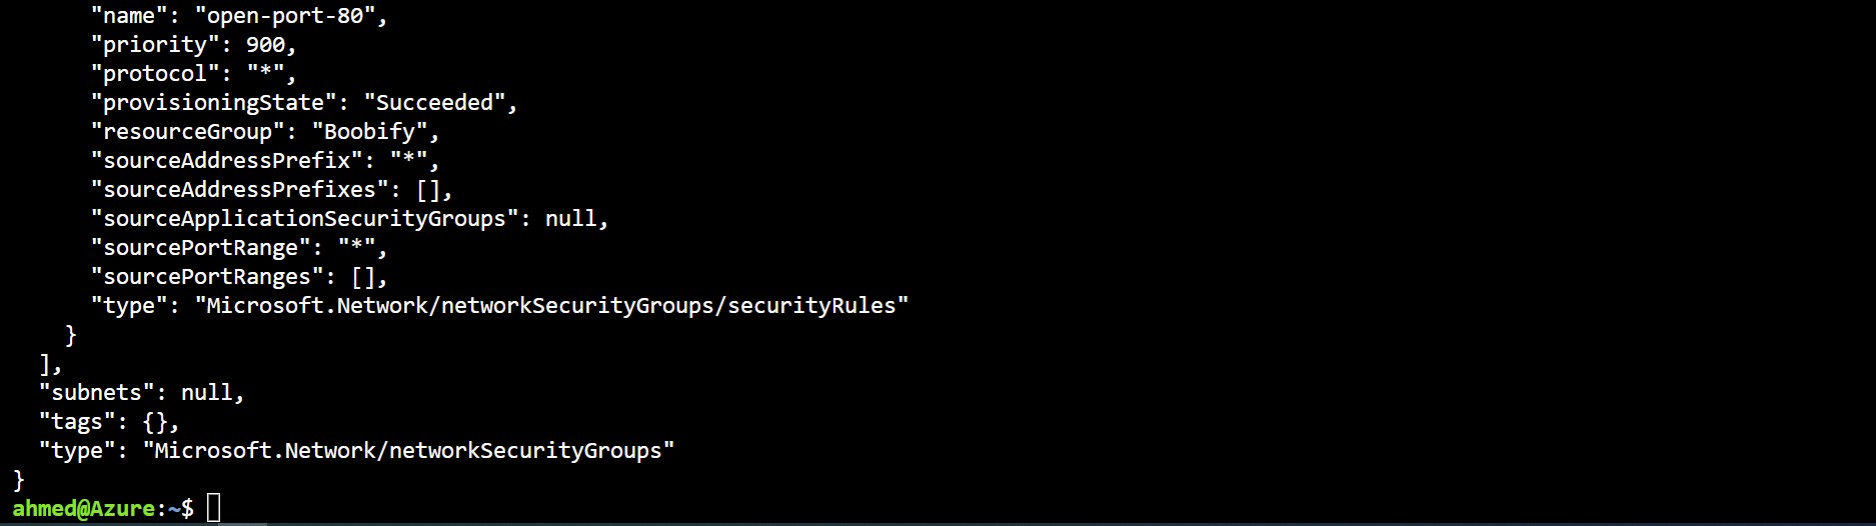 "name": "open-port-80",
"priority": 900,
"protocol": "*",
"provisioningState": "Succeeded",
"resourceGroup": "Boobify",
"sourceAddressPrefix": "*",
"sourceAddressPrefixes": [],
"sourceApplicationSecurityGroups": null,
"sourcePortRange": "*",
"sourcePortRanges": [],
"type": "Microsoft.Network/networkSecurityGroups/securityRules"
}
],
"subnets": null,
"tags": {},
"type": "Microsoft.Network/networkSecurityGroups"
}
ahmed@Azure:~$